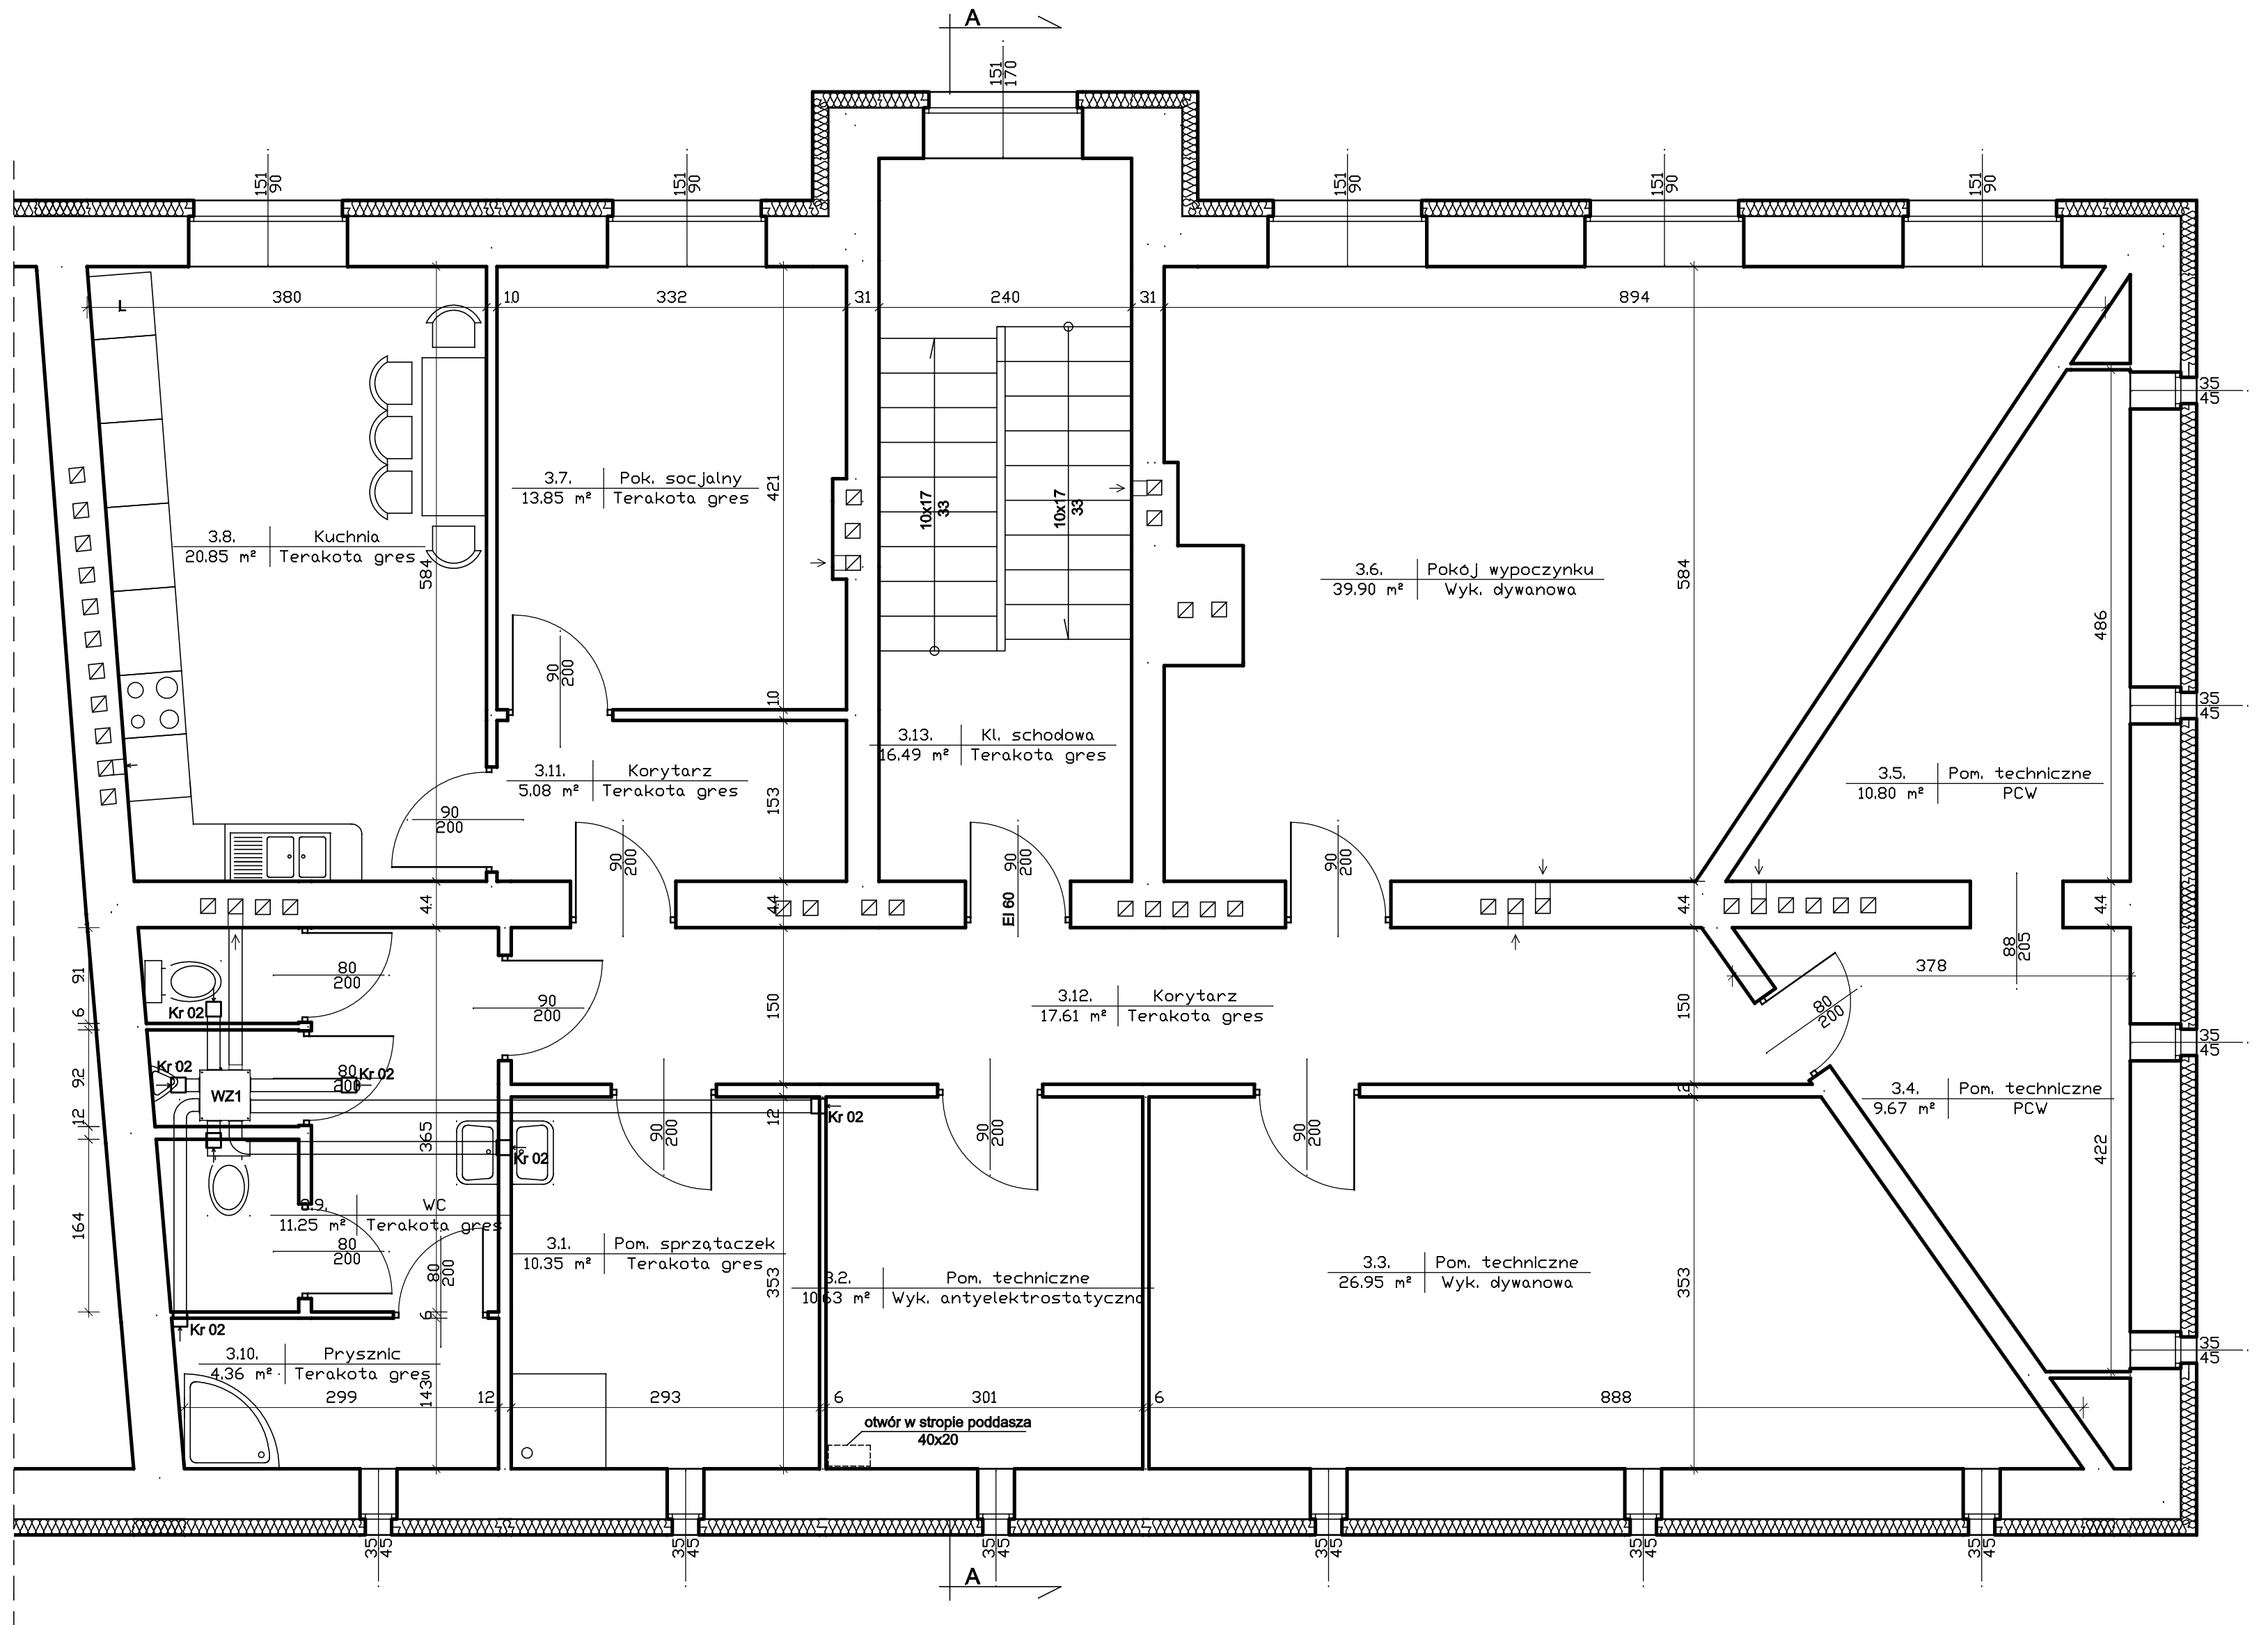 A
151
170
151
90
151
90
151
90
151
90
151
90
L
380
10
332
31
240
31
894
35
45
3.7. Pok. socjalny
13.85 m² Terakota gres
421
10x17
33
10x17
33
3.8. Kuchnia
20.85 m² Terakota gres
584
3.6. Pokój wypoczynku
39.90 m² Wyk. dywanowa
584
486
90
200
10
35
45
3.13. Kl. schodowa
16.49 m² Terakota gres
3.11. Korytarz
5.08 m² Terakota gres
153
3.5. Pom. techniczne
10.80 m² PCW
90
200
90
200
90
200
90
200
44
44
EI 60
44
44
88
205
91
80
200
378
90
200
150
3.12. Korytarz
17.61 m² Terakota gres
150
80
200
6
Kr 02
35
45
92
Kr 02
80
200
Kr 02
WZ1
12
12
Kr 02
6
3.4. Pom. techniczne
9.67 m² PCW
365
Kr 02
90
200
90
200
90
200
422
164
3.9. WC
11.25 m² Terakota gres
80
200
80
200
3.1. Pom. sprzątaczek
10.35 m² Terakota gres
353
3.2. Pom. techniczne
10.63 m² Wyk. antyelektrostatyczna
3.3. Pom. techniczne
26.95 m² Wyk. dywanowa
353
6
Kr 02
3.10. Prysznic
4.36 m² Terakota gres
35
45
143
299
12
293
6
301
6
888
otwór w stropie poddasza
40x20
35
45
35
45
35
45
35
45
35
45
35
45
A